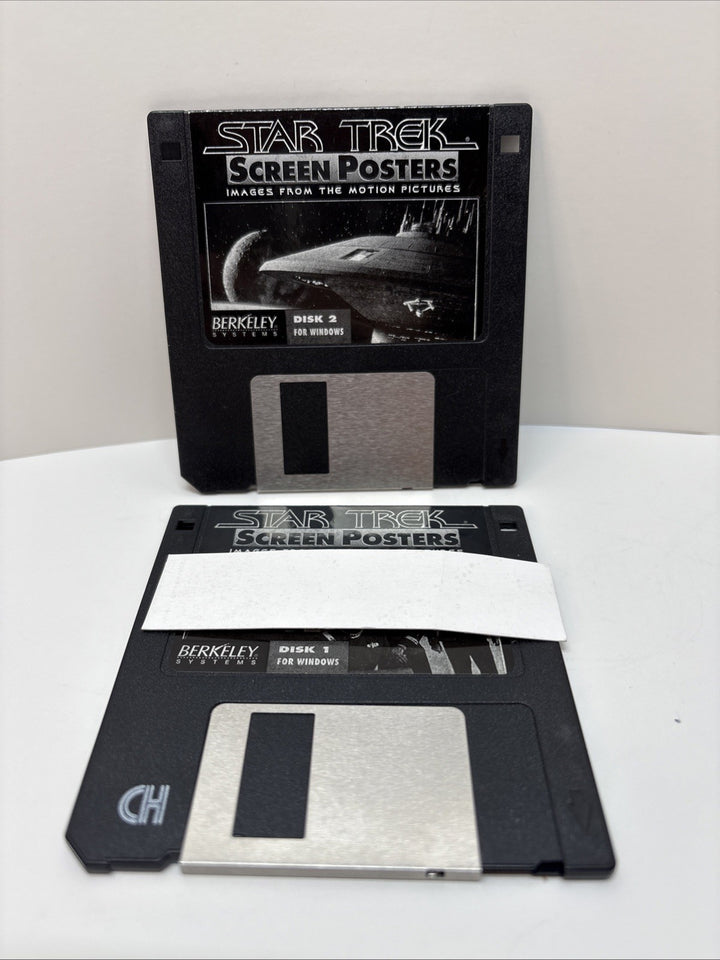 STAR TREK®
SCREEN POSTERS
IMAGES FROM THE MOTION PICTURES
BERKELEY
SYSTEMS
DISK 2
FOR WINDOWS
STAR TREK
SCREEN POSTERS
BERKELEY
SYSTEMS
DISK 1
FOR WINDOWS
CH